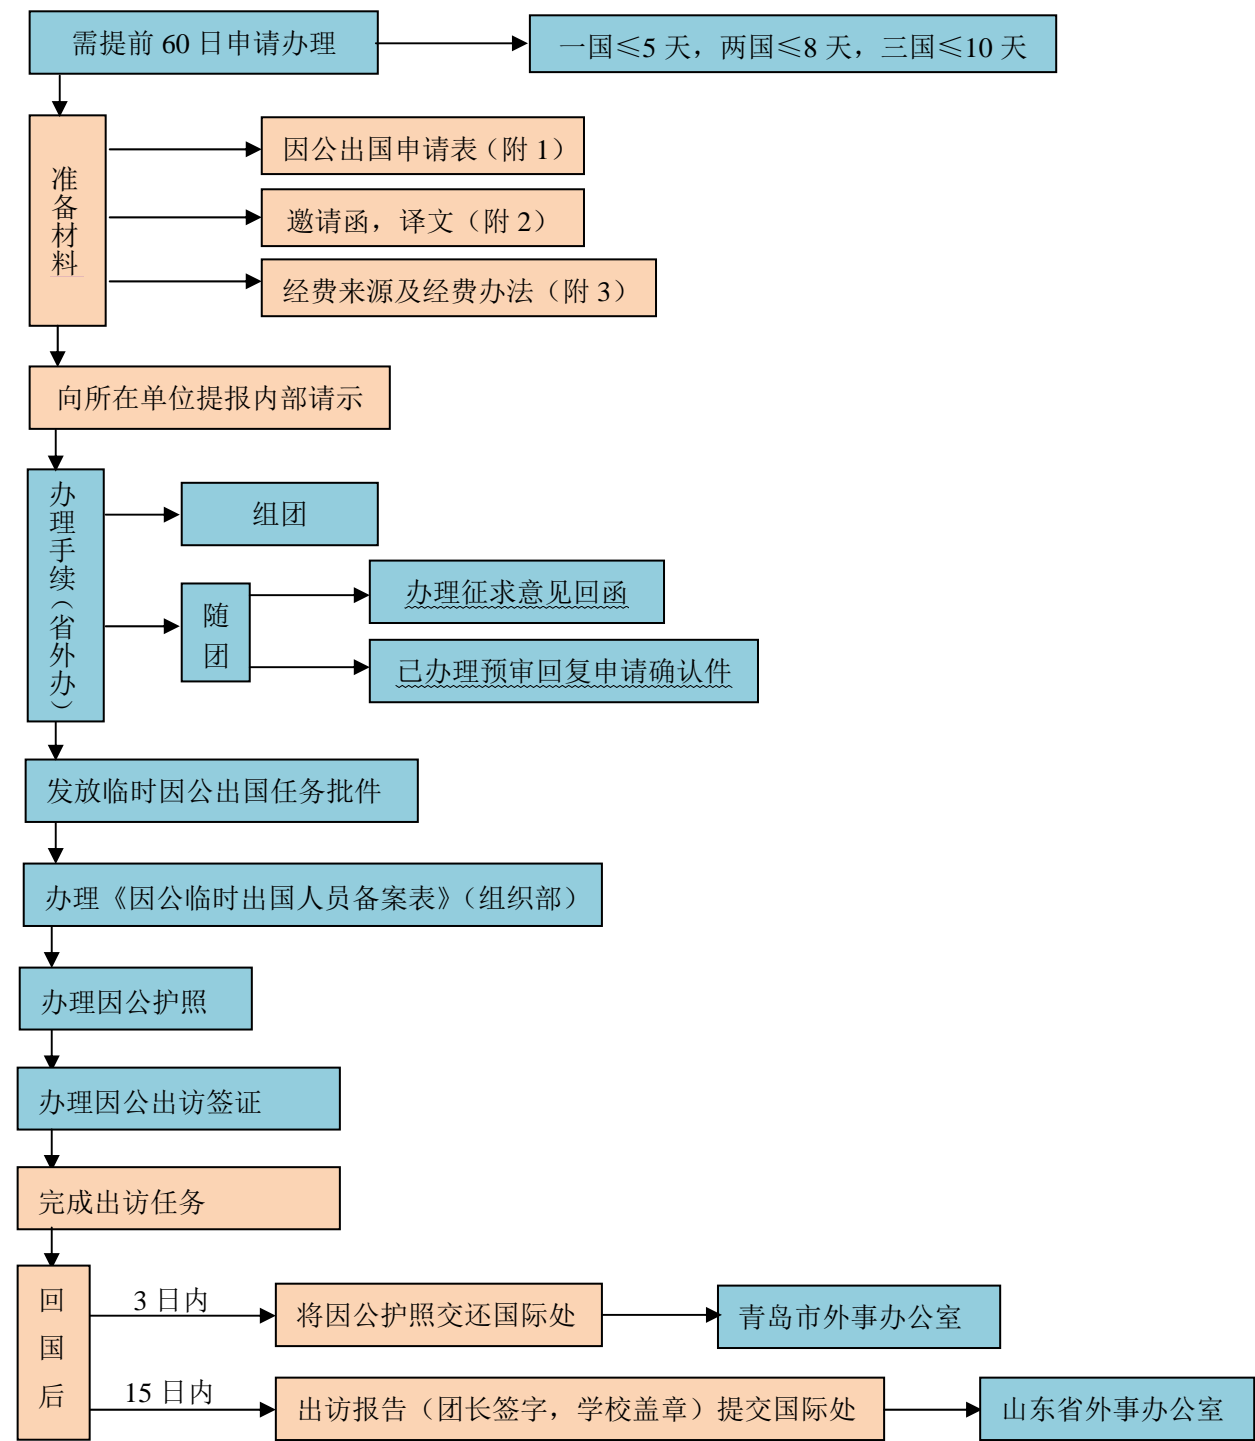 需提前 60 日申请办理
一国≤5 天，两国≤8 天，三国≤10 天
准备材料
因公出国申请表（附 1）
邀请函，译文（附 2）
经费来源及经费办法（附 3）
向所在单位提报内部请示
办理手续（省外办）
组团
随团
办理征求意见回函
已办理预审回复申请确认件
发放临时因公出国任务批件
办理《因公临时出国人员备案表》（组织部）
办理因公护照
办理因公出访签证
完成出访任务
回国后
3 日内
将因公护照交还国际处
青岛市外事办公室
15 日内
出访报告（团长签字，学校盖章）提交国际处
山东省外事办公室